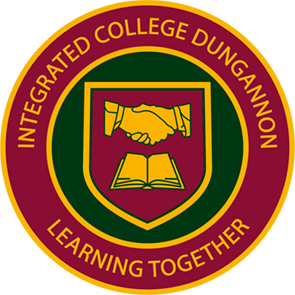 INTEGRATED COLLEGE DUNGANNON
LEARNING TOGETHER